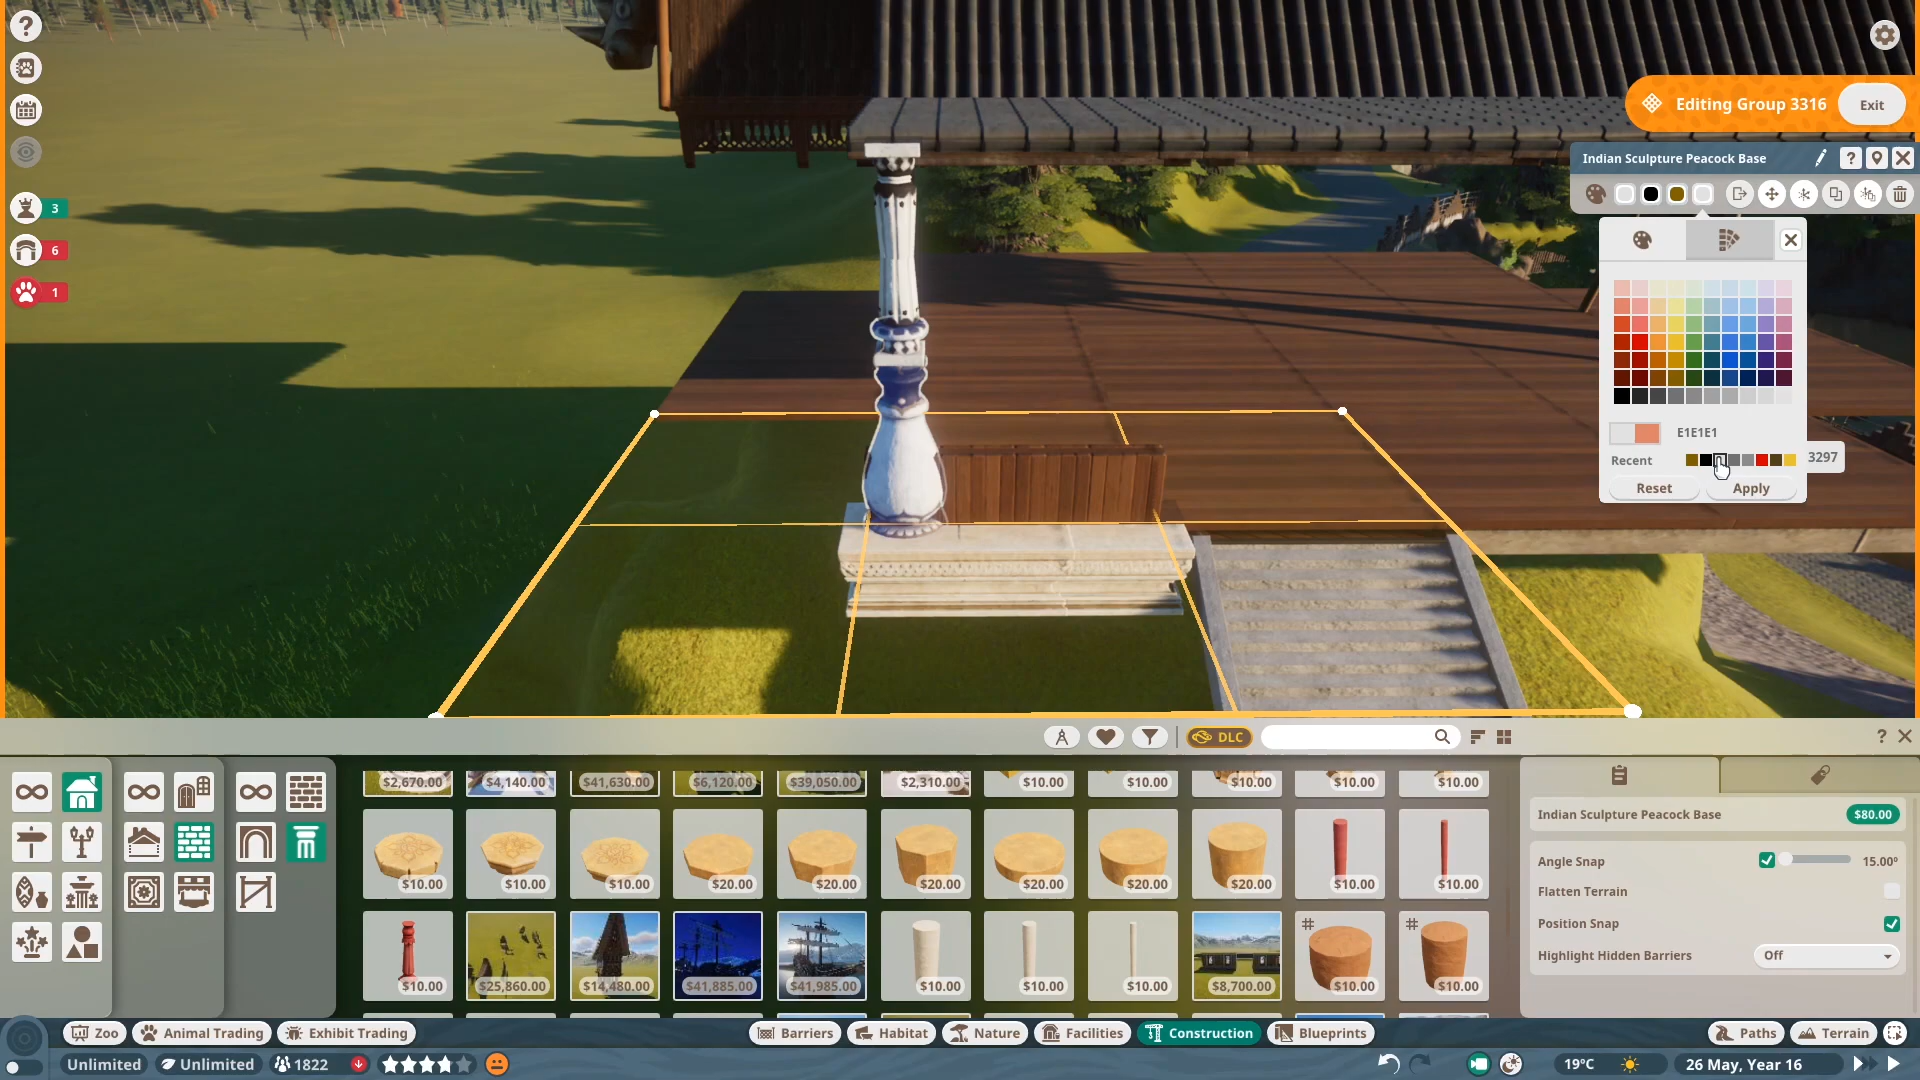 Editing Group 3316
Exit
Indian Sculpture Peacock Base
?
?
3
6
1
E1E1E1
Recent
3297
Reset
Apply
DLC
?
$2,670.00
$4,140.00
$41,630.00
$6,120.00
$39,050.00
$2,310.00
$10.00
$10.00
$10.00
$10.00
$10.00
$10.00
$10.00
$10.00
$20.00
$20.00
$20.00
$20.00
$20.00
$20.00
$10.00
$10.00
$10.00
$25,860.00
$14,480.00
$41,885.00
$41,985.00
$10.00
$10.00
$10.00
$8,700.00
#
$10.00
#
$10.00
Indian Sculpture Peacock Base
$80.00
Angle Snap
15.00°
Flatten Terrain
Position Snap
Highlight Hidden Barriers
Off
Zoo
Animal Trading
Exhibit Trading
Barriers
Habitat
Nature
Facilities
Construction
Blueprints
Paths
Terrain
Unlimited
Unlimited
1822
19°C
26 May, Year 16